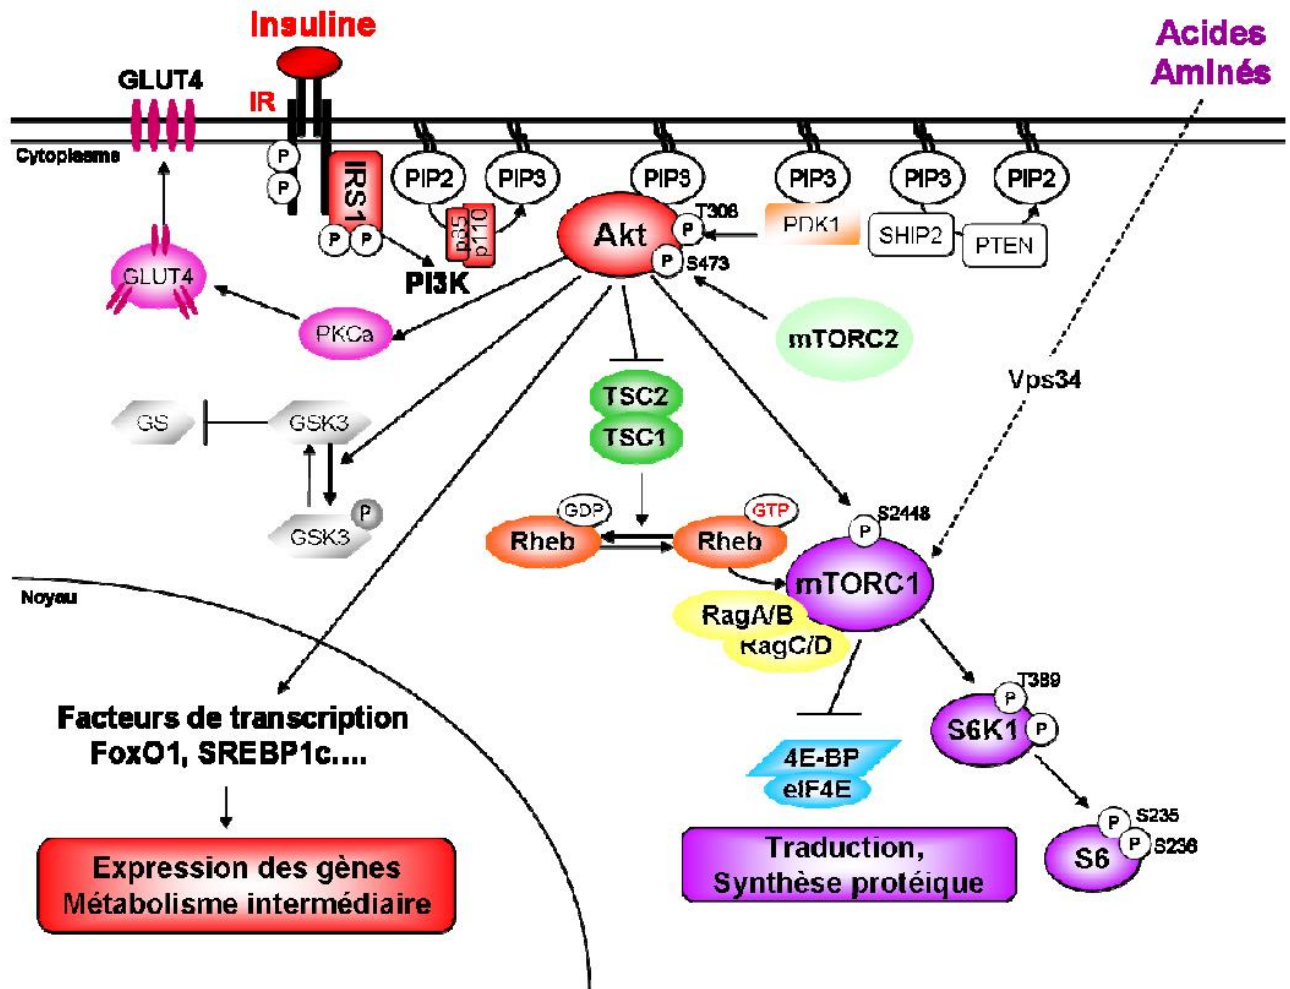 Insuline
Acides
Aminés
GLUT4
IR
Cytoplasme
P
P
IRS1
P
P
PIP2
PIP3
p85
p110
PI3K
PIP3
Akt
P
T308
P
S473
PIP3
PDK1
PIP3
PIP2
SHIP2
PTEN
GLUT4
PKCa
mTORC2
Vps34
TSC2
TSC1
GS
GSK3
GSK3
P
GDP
Rheb
GTP
Rheb
S2448
P
mTORC1
RagA/B
RagC/D
Noyau
Facteurs de transcription
FoxO1, SREBP1c....
T389
P
S6K1
P
4E-BP
eIF4E
S235
P
P
S236
S6
Expression des gènes
Métabolisme intermédiaire
Traduction,
Synthèse protéique